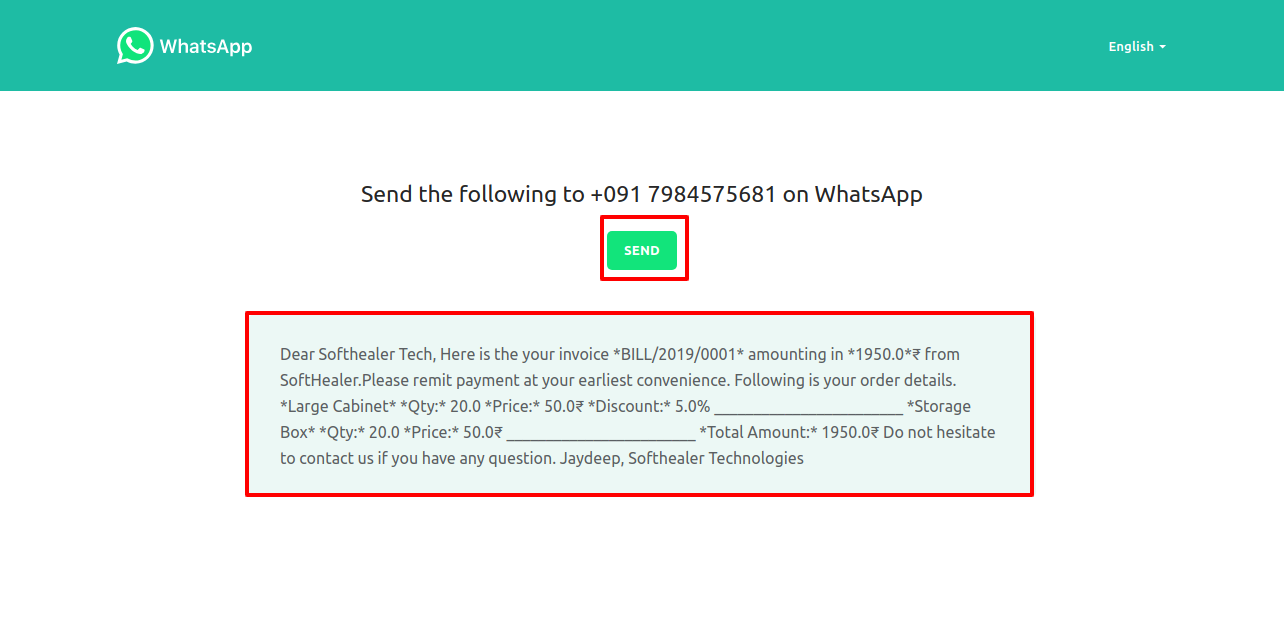 WhatsApp
English
Send the following to +091 7984575681 on WhatsApp
SEND
Dear Softhealer Tech, Here is the your invoice *BILL/2019/0001* amounting in *1950.0*₹ from
SoftHealer.Please remit payment at your earliest convenience. Following is your order details.
*Large Cabinet* *Qty:* 20.0 *Price:* 50.0₹ *Discount:* 5.0% _________________________ *Storage
Box* *Qty:* 20.0 *Price:* 50.0₹ _________________________ *Total Amount:* 1950.0₹ Do not hesitate
to contact us if you have any question. Jaydeep, Softhealer Technologies